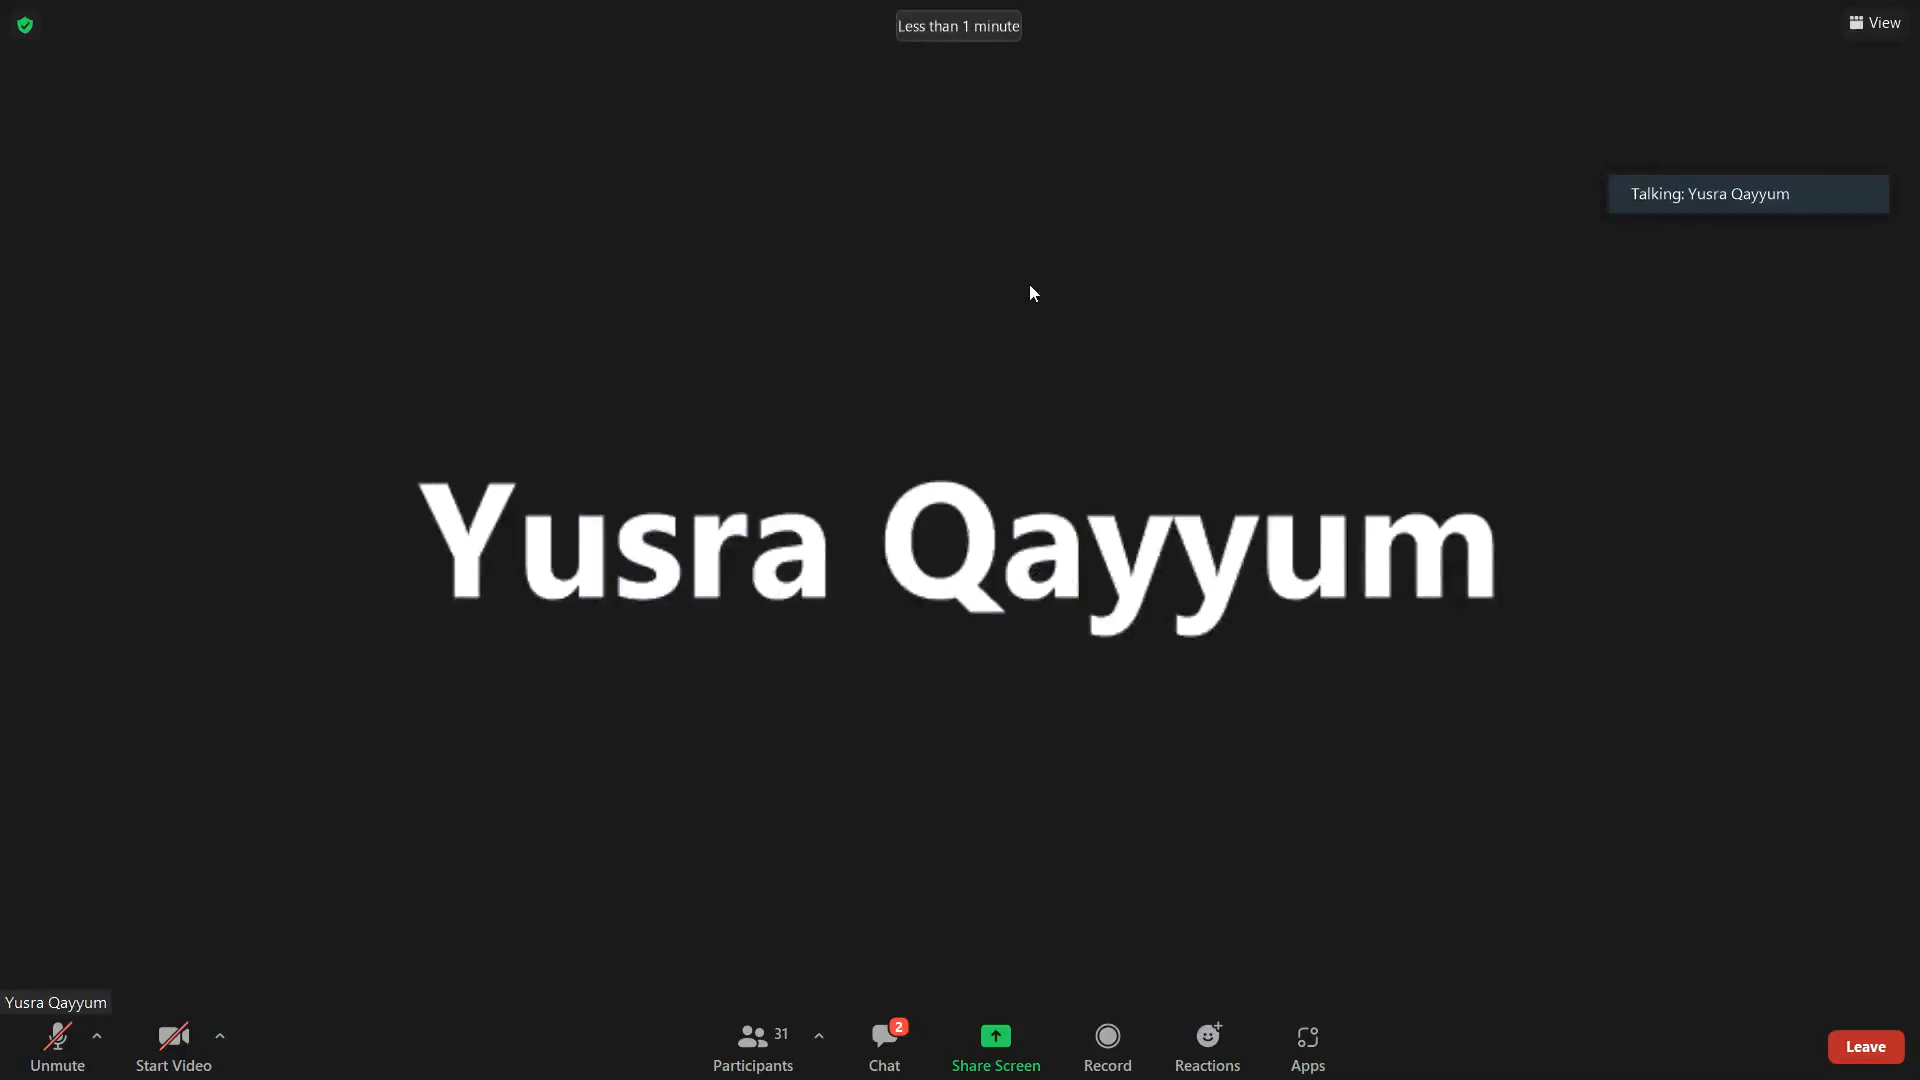 Less than 1 minute
View
Talking: Yusra Qayyum
Yusra Qayyum
Yusra Qayyum
31
2
Unmute
Start Video
Participants
Chat
Share Screen
Record
Reactions
Apps
Leave